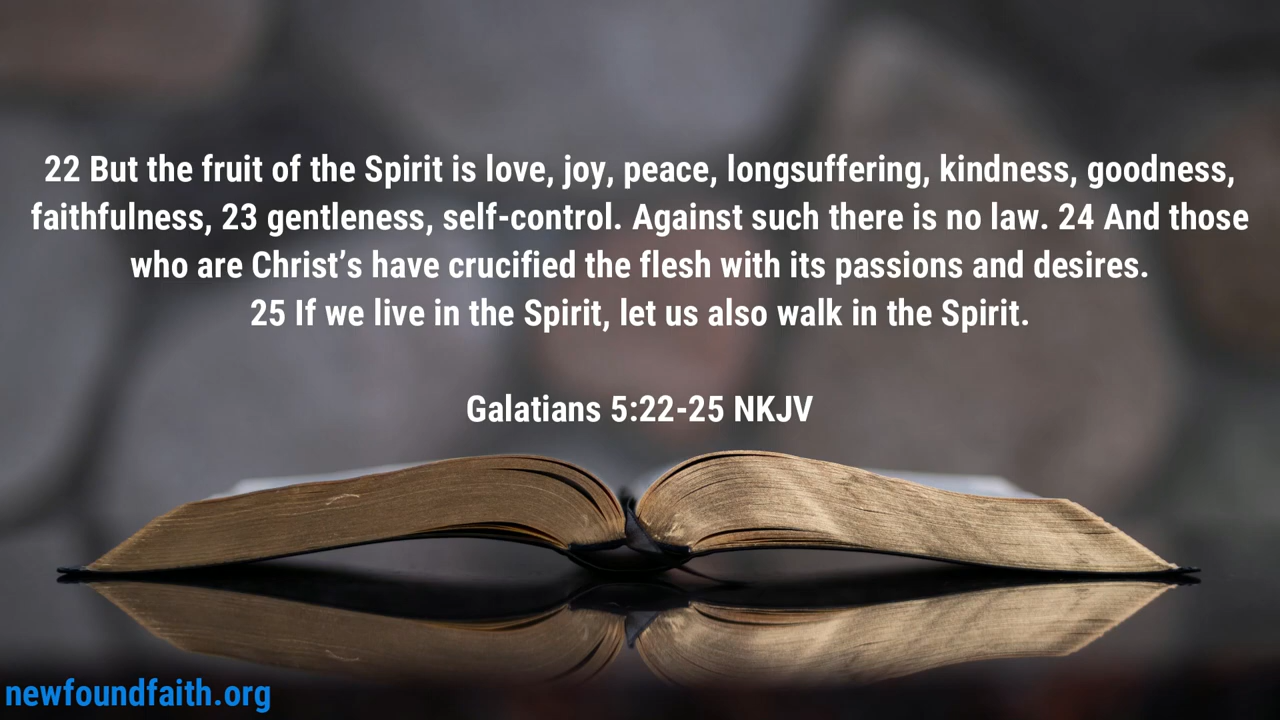 22 But the fruit of the Spirit is love, joy, peace, longsuffering, kindness, goodness,
faithfulness, 23 gentleness, self-control. Against such there is no law. 24 And those
who are Christ’s have crucified the flesh with its passions and desires.
25 If we live in the Spirit, let us also walk in the Spirit.
Galatians 5:22-25 NKJV
newfoundfaith.org